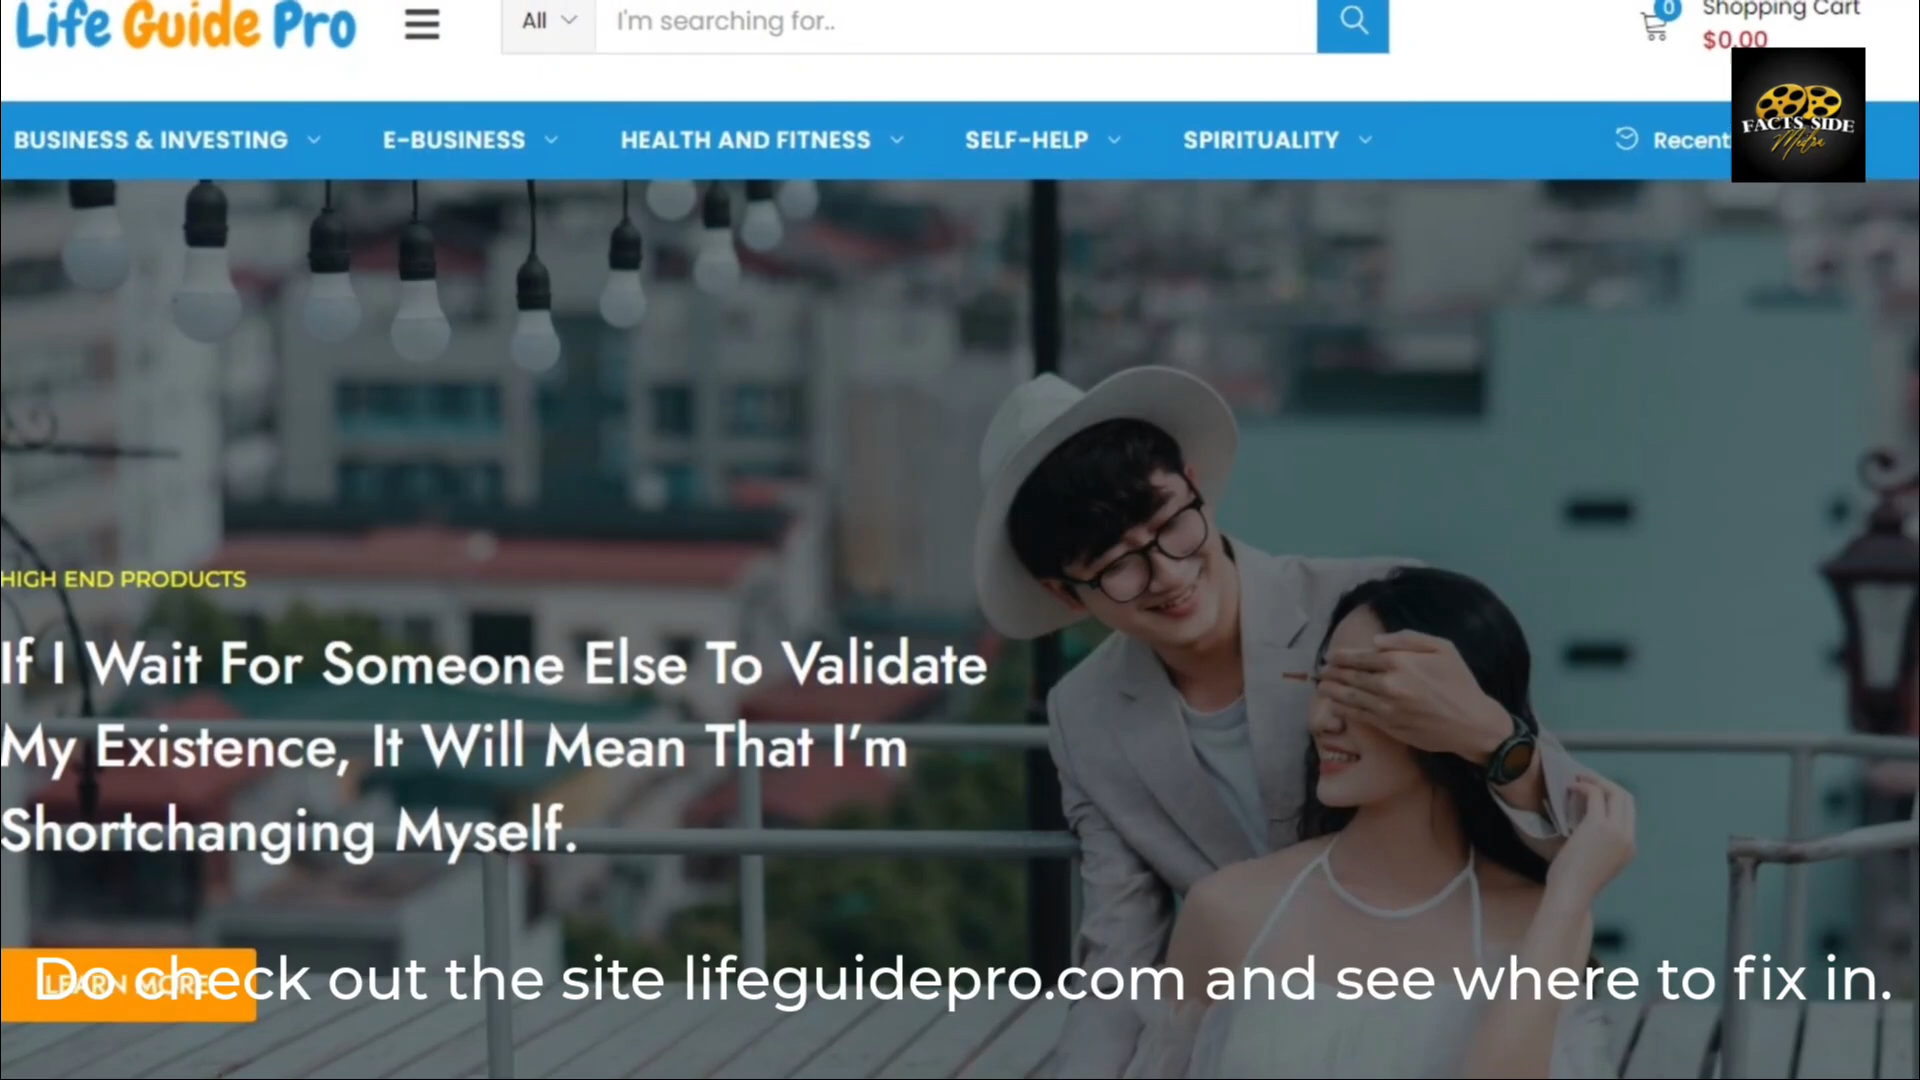 Life Guide Pro
All
I'm searching for..
0
Shopping Cart
$0.00
BUSINESS & INVESTING
E-BUSINESS
HEALTH AND FITNESS
SELF-HELP
SPIRITUALITY
Recent
FACTS SIDE
Media
HIGH END PRODUCTS
If I Wait For Someone Else To Validate
My Existence, It Will Mean That I'm
Shortchanging Myself.
LEARN MORE
Do check out the site lifeguidepro.com and see where to fix in.